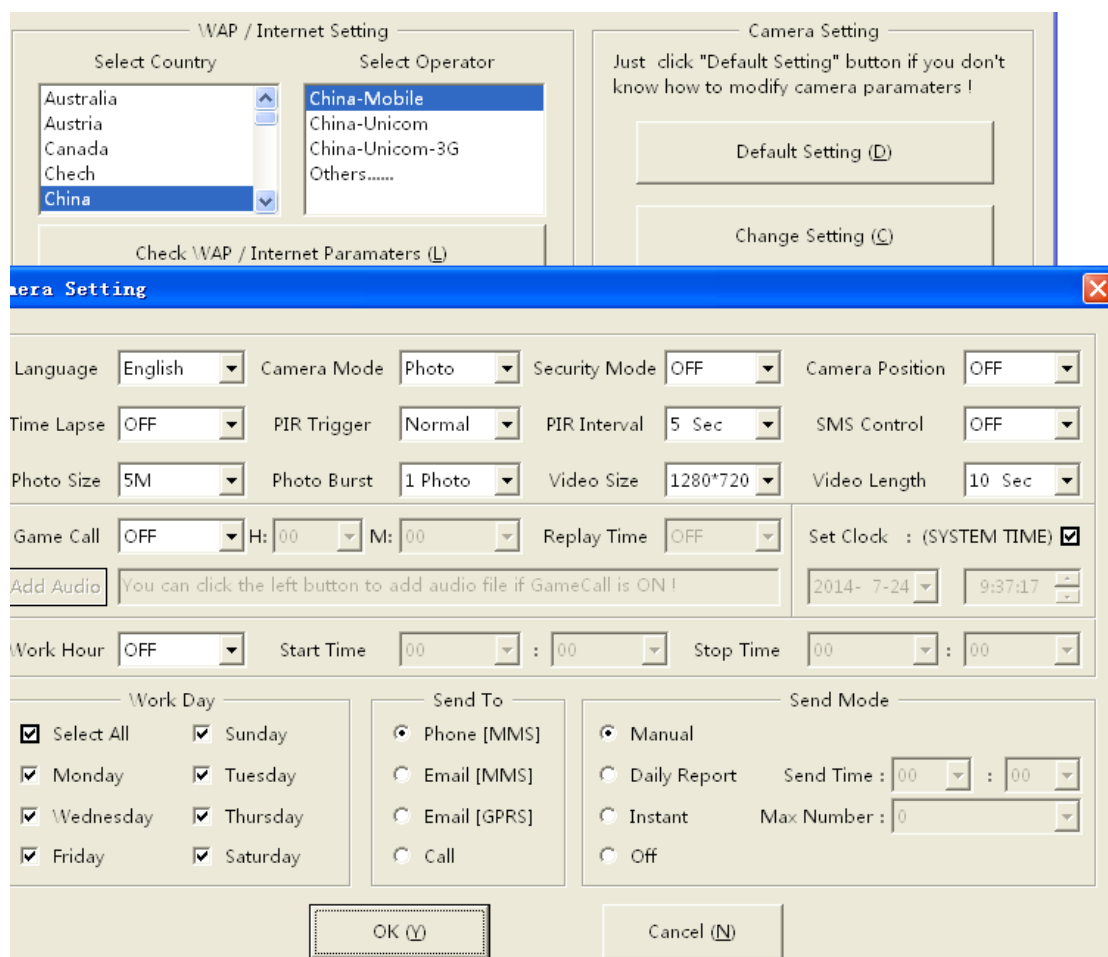 WAP / Internet Setting
Camera Setting
Select Country
Select Operator
Just click "Default Setting" button if you don't
know how to modify camera paramaters !
Australia
Austria
Canada
Chech
China
China-Mobile
China-Unicom
China-Unicom-3G
Others......
Default Setting (D)
Change Setting (C)
Check WAP / Internet Paramaters (L)
mera Setting
Language English Camera Mode Photo Security Mode OFF Camera Position OFF
Time Lapse OFF PIR Trigger Normal PIR Interval 5 Sec SMS Control OFF
Photo Size 5M Photo Burst 1 Photo Video Size 1280*720 Video Length 10 Sec
Game Call OFF H: 00 M: 00 Replay Time OFF Set Clock : (SYSTEM TIME)
Add Audio You can click the left button to add audio file if GameCall is ON ! 2014- 7-24 9:37:17
Work Hour OFF Start Time 00 : 00 Stop Time 00 : 00
Work Day
Select All Sunday
Monday Tuesday
Wednesday Thursday
Friday Saturday
Send To
Phone [MMS]
Email [MMS]
Email [GPRS]
Call
Send Mode
Manual
Daily Report Send Time : 00 : 00
Instant Max Number : 0
Off
OK (Y) Cancel (N)